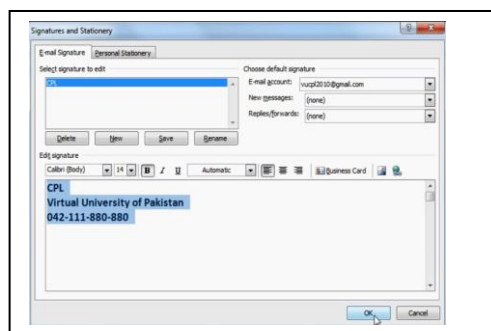 Signatures and Stationery
E-mail Signature Personal Stationery
Select signature to edit
CPL
Delete New Save Rename
Choose default signature
E-mail account: vucpl2010@gmail.com
New messages: (none)
Replies/forwards: (none)
Edit signature
Calibri (Body) 14 B I U Automatic Business Card
CPL
Virtual University of Pakistan
042-111-880-880
OK Cancel